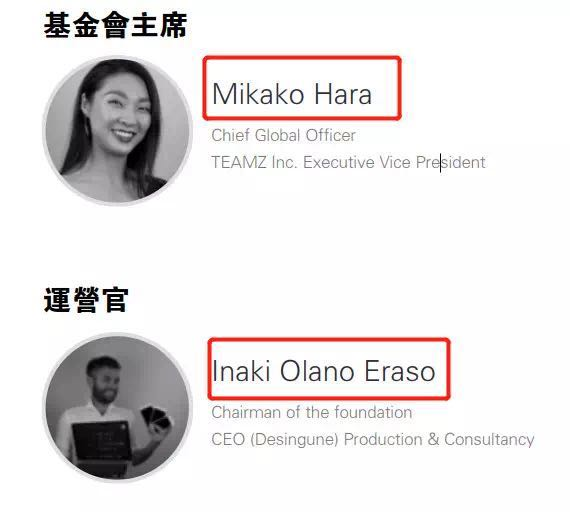 基金會主席
Mikako Hara
Chief Global Officer
TEAMZ Inc. Executive Vice President
運營官
Inaki Olano Eraso
Chairman of the foundation
CEO (Desingune) Production & Consultancy